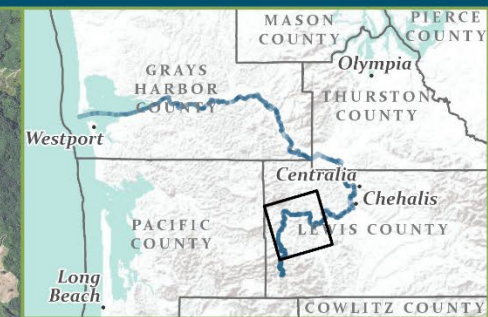 MASON
COUNTY
PIERCE
COUNTY
GRAYS
HARBOR
COUNTY
Olympia
THURSTON
COUNTY
Westport
Centralia
Chehalis
PACIFIC
COUNTY
LEWIS COUNTY
Long
Beach
COWLITZ COUNTY